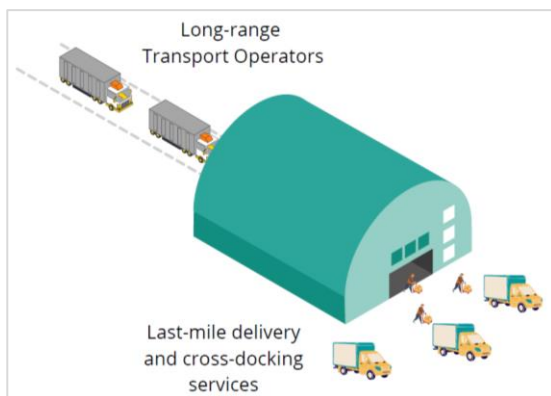 Long-range
Transport Operators
Last-mile delivery
and cross-docking
services